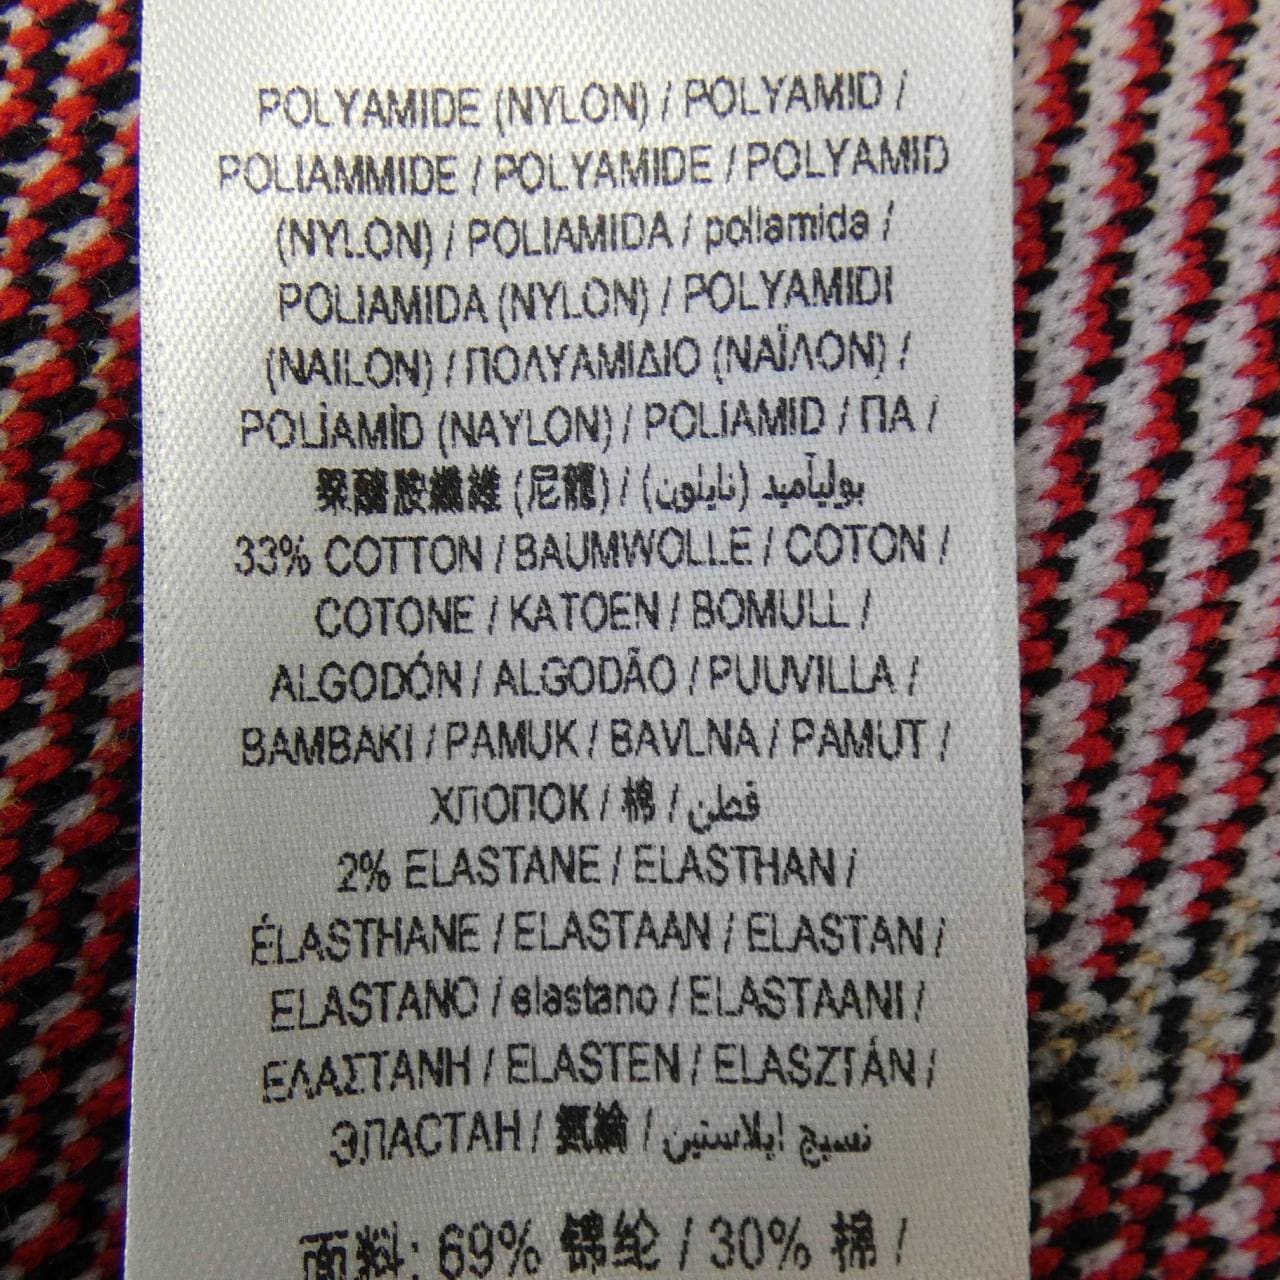 POLYAMIDE (NYLON) / POLYAMID /
POLIAMMIDE / POLYAMIDE / POLYAMID
(NYLON) / POLIAMIDA / poliamida /
POLIAMIDA (NYLON) / POLYAMIDI
(NAILON) / ΠΟΛΥΑΜΙΔΙΟ (ΝΑΪΛΟΝ) /
POLİAMİD (NAYLON) / POLIAMID / ПА /
聚醯胺纖維 (尼龍) / بوليآميد (نايلون)
33% COTTON / BAUMWOLLE / COTON /
COTONE / KATOEN / BOMULL /
ALGODÓN / ALGODÃO / PUUVILLA /
BAMBAKI / PAMUK / BAVLNA / PAMUT /
ХЛОПОК / 棉 / قطن
2% ELASTANE / ELASTHAN /
ÉLASTHANE / ELASTAAN / ELASTAN /
ELASTANO / elastano / ELASTAANI /
ΕΛΑΣΤΑΝΗ / ELASTEN / ELASZTÁN /
ЭЛАСТАН / 氨綸 / نسيج ايلاستين
面料: 69% 锦纶 / 30% 棉 /